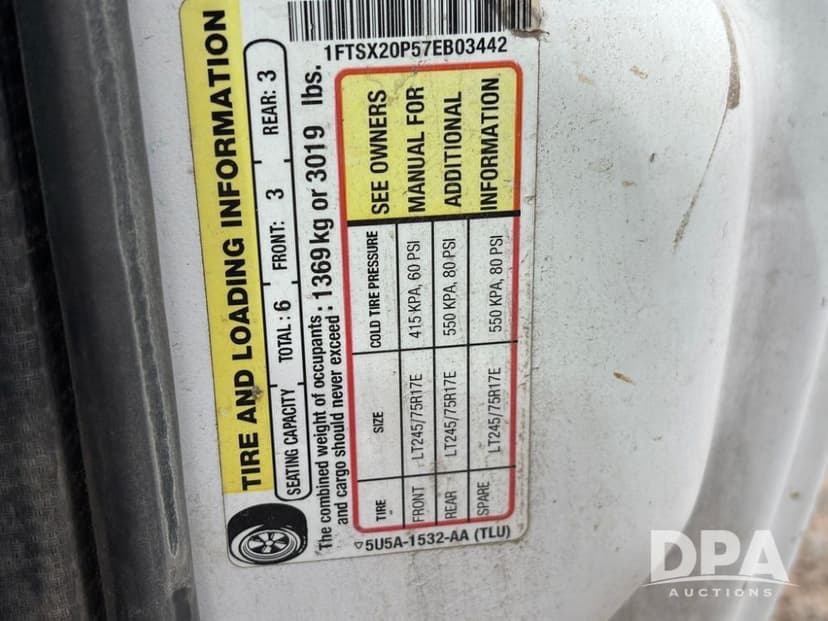 1FTSX20P57EB03442
TIRE AND LOADING INFORMATION
SEATING CAPACITY TOTAL: 6 FRONT: 3 REAR: 3
The combined weight of occupants
and cargo should never exceed : 1369 kg or 3019 lbs.
TIRE SIZE COLD TIRE PRESSURE SEE OWNERS
FRONT LT245/75R17E 415 KPA, 60 PSI MANUAL FOR
REAR LT245/75R17E 550 KPA, 80 PSI ADDITIONAL
SPARE LT245/75R17E 550 KPA, 80 PSI INFORMATION
5U5A-1532-AA (TLU)
DPA
AUCTIONS